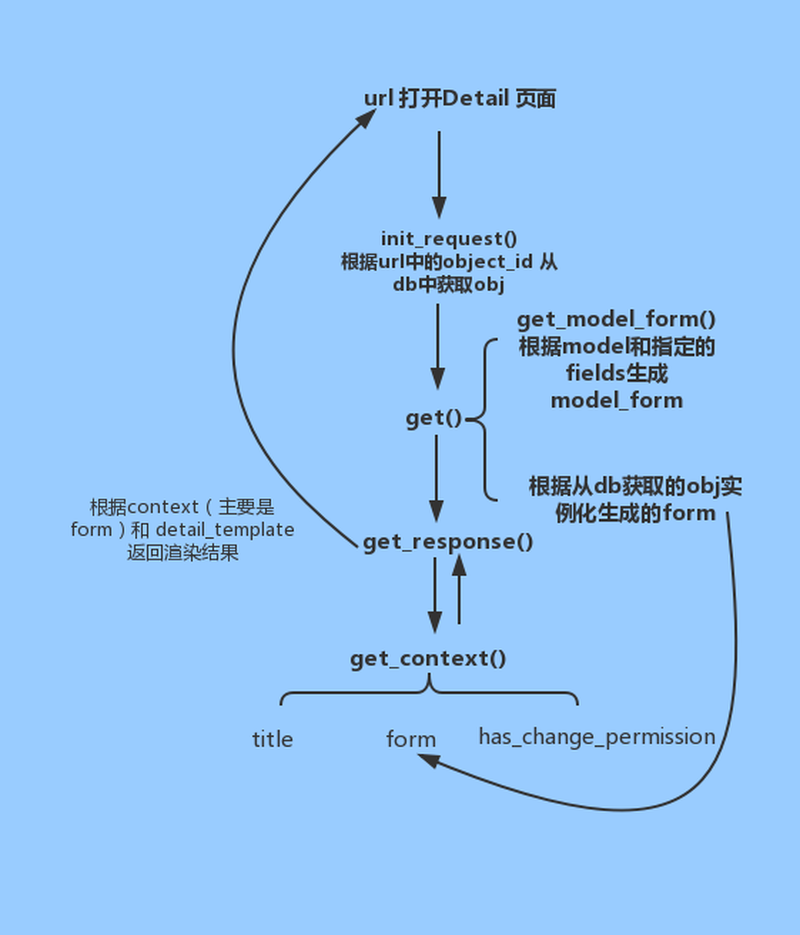 url 打开Detail 页面
init_request()
根据url中的object_id 从
db中获取obj
get_model_form()
根据model和指定的
fields生成
model_form
get()
根据从db获取的obj实
例化生成的form
根据context（主要是
form）和 detail_template
返回渲染结果
get_response()
get_context()
title
form
has_change_permission